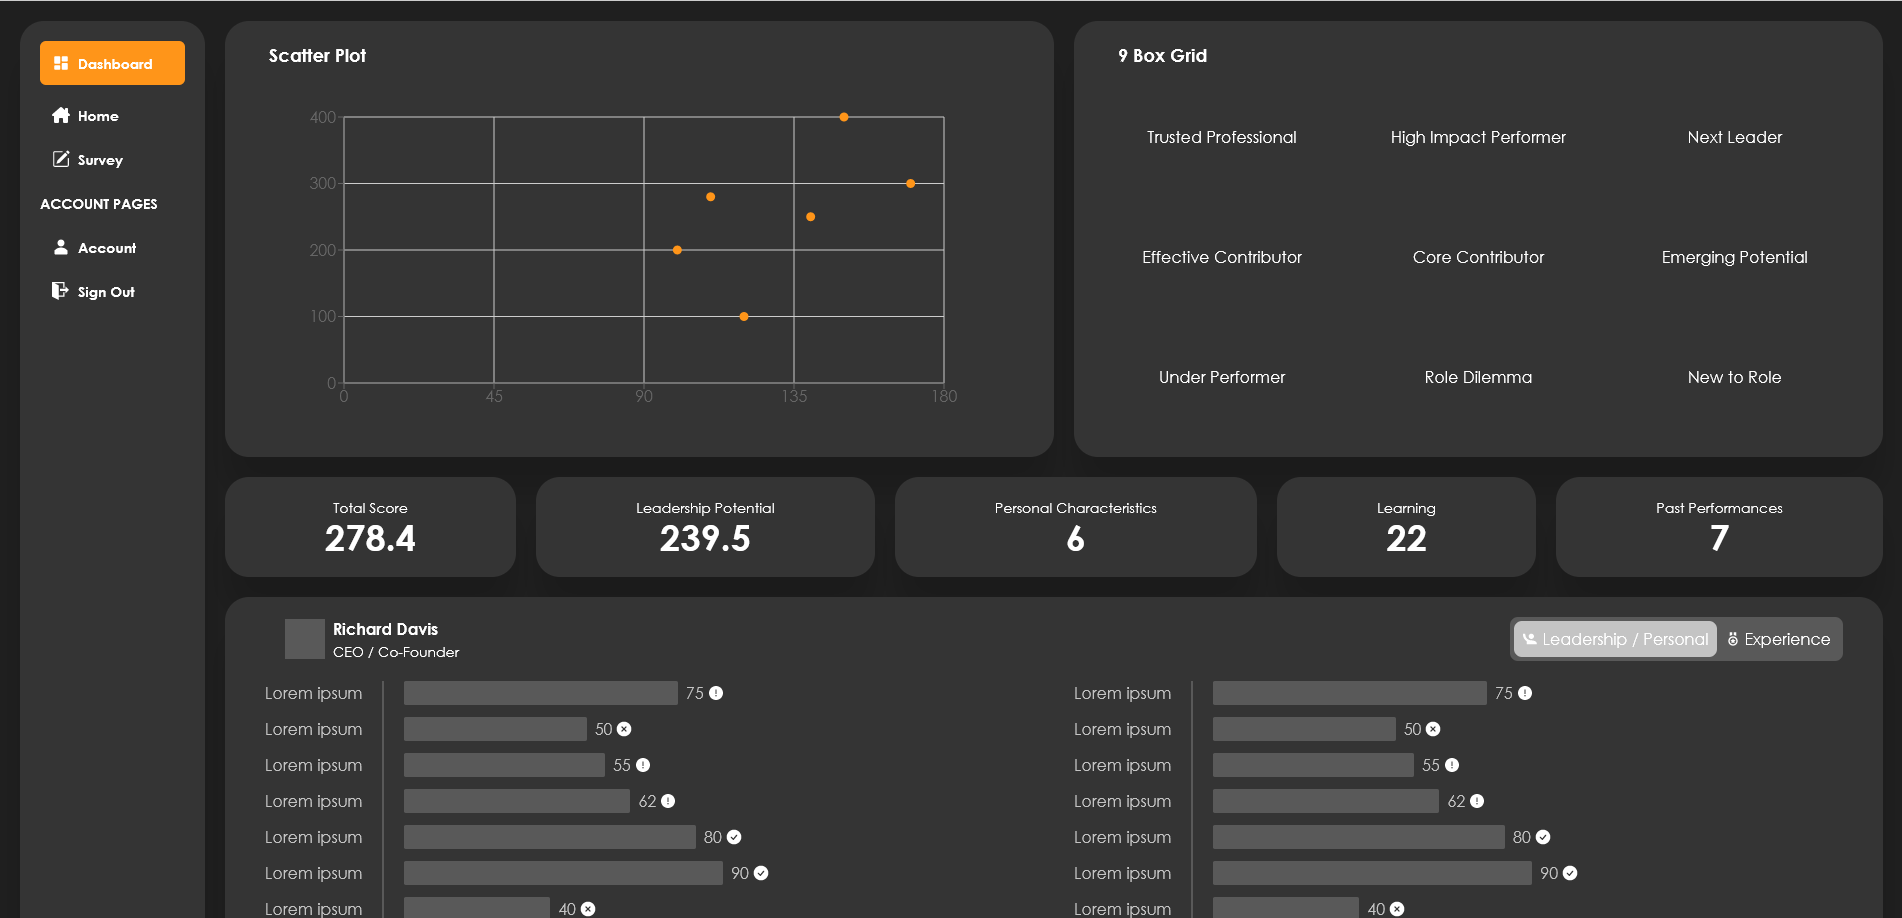 Dashboard
Home
Survey
ACCOUNT PAGES
Account
Sign Out
Scatter Plot
400
300
200
100
0
0 45 90 135 180
9 Box Grid
Trusted Professional High Impact Performer Next Leader
Effective Contributor Core Contributor Emerging Potential
Under Performer Role Dilemma New to Role
Total Score
278.4
Leadership Potential
239.5
Personal Characteristics
6
Learning
22
Past Performances
7
Richard Davis
CEO / Co-Founder
Leadership / Personal Experience
Lorem ipsum 75
Lorem ipsum 50
Lorem ipsum 55
Lorem ipsum 62
Lorem ipsum 80
Lorem ipsum 90
Lorem ipsum 40
Lorem ipsum 75
Lorem ipsum 50
Lorem ipsum 55
Lorem ipsum 62
Lorem ipsum 80
Lorem ipsum 90
Lorem ipsum 40